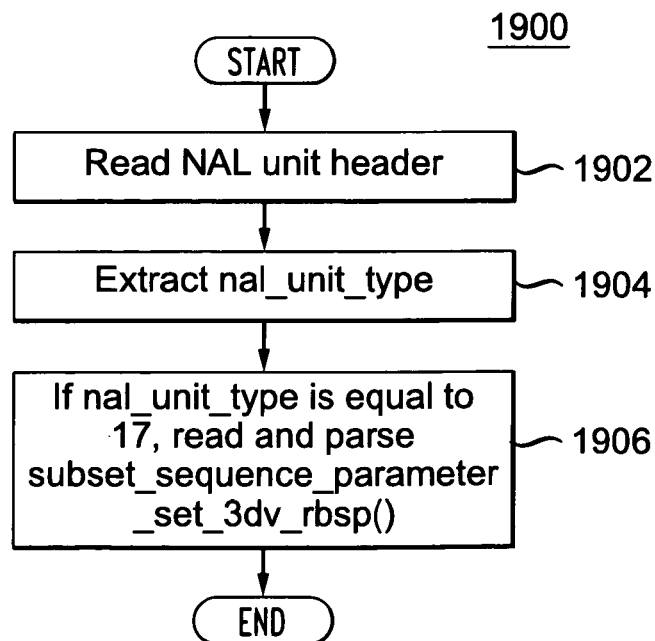 1900
START
Read NAL unit header
1902
Extract nal_unit_type
1904
If nal_unit_type is equal to
17, read and parse
subset_sequence_parameter
_set_3dv_rbsp()
1906
END